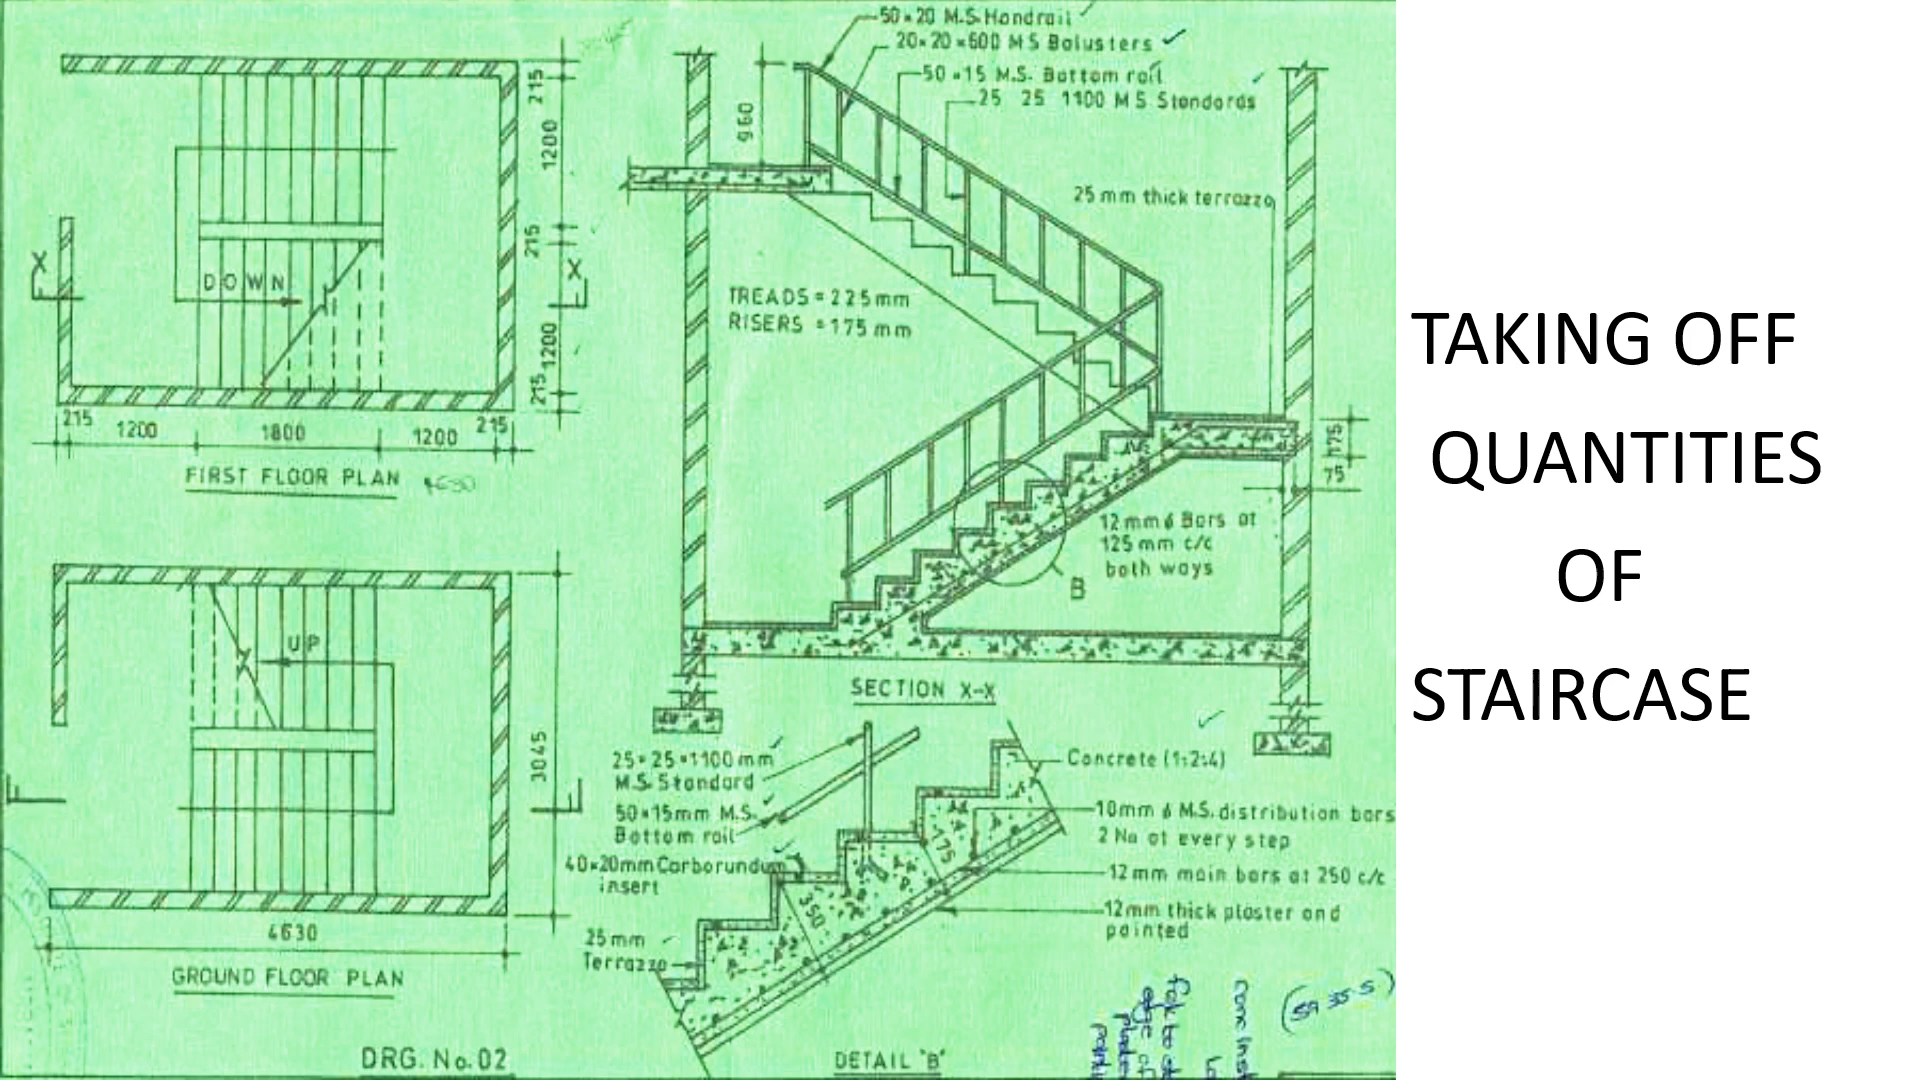 50×20 M.S. Handrail
20×20×600 M S Balusters
50×15 M.S. Bottom rail
25 25 1100 M S Standards
960
25 mm thick terrazzo
TREADS = 225 mm
RISERS = 175 mm
175
75
12 mm ϕ Bars at
125 mm c/c
both ways
B
SECTION X-X
215
1200
215
1200
215
X
X
DOWN
215
1200
1800
1200
215
FIRST FLOOR PLAN
UP
3045
4630
GROUND FLOOR PLAN
DRG. No. 02
25×25×1100 mm
M.S. Standard
50×15mm M.S.
Bottom rail
40×20mm Carborundum
insert
25 mm
Terrazzo
175
350
Concrete (1:2:4)
10mm ϕ M.S. distribution bars
2 No at every step
12 mm main bars at 250 c/c
12mm thick plaster and
painted
DETAIL 'B'
TAKING OFF
QUANTITIES
OF
STAIRCASE